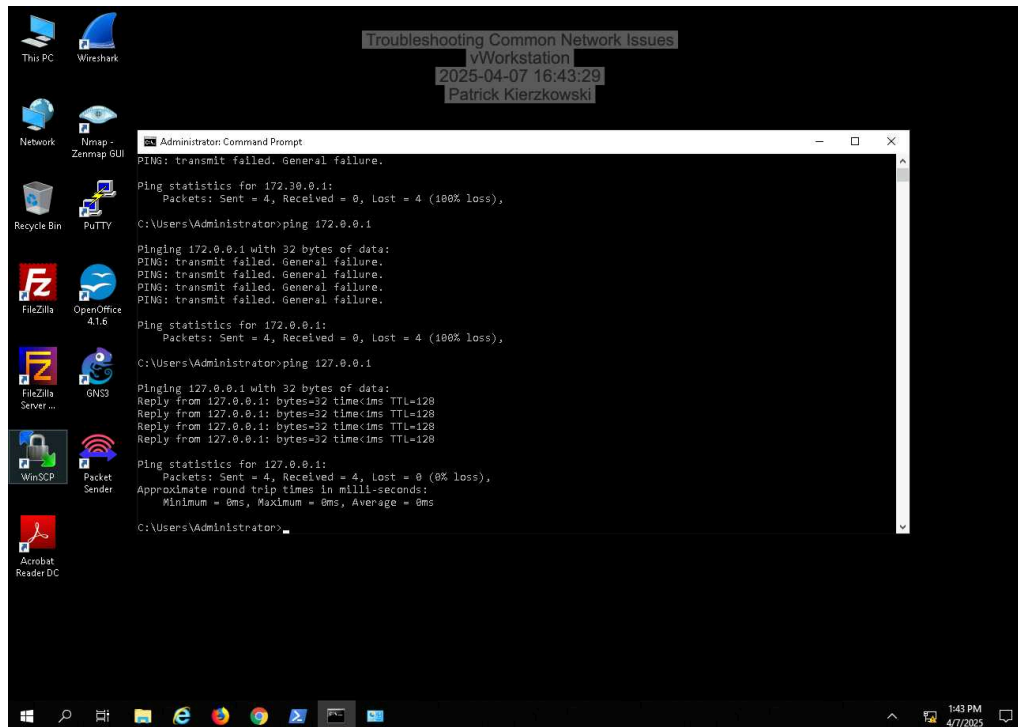 Troubleshooting Common Network Issues
vWorkstation
2025-04-07 16:43:29
Patrick Kierzkowski
This PC
Wireshark
Network
Nmap -
Zenmap GUI
Recycle Bin
PuTTY
FileZilla
OpenOffice
4.1.6
FileZilla
Server ...
GNS3
WinSCP
Packet
Sender
Acrobat
Reader DC
Administrator: Command Prompt
PING: transmit failed. General failure.
Ping statistics for 172.30.0.1:
Packets: Sent = 4, Received = 0, Lost = 4 (100% loss),
C:\Users\Administrator>ping 172.0.0.1
Pinging 172.0.0.1 with 32 bytes of data:
PING: transmit failed. General failure.
PING: transmit failed. General failure.
PING: transmit failed. General failure.
PING: transmit failed. General failure.
Ping statistics for 172.0.0.1:
Packets: Sent = 4, Received = 0, Lost = 4 (100% loss),
C:\Users\Administrator>ping 127.0.0.1
Pinging 127.0.0.1 with 32 bytes of data:
Reply from 127.0.0.1: bytes=32 time<1ms TTL=128
Reply from 127.0.0.1: bytes=32 time<1ms TTL=128
Reply from 127.0.0.1: bytes=32 time<1ms TTL=128
Reply from 127.0.0.1: bytes=32 time<1ms TTL=128
Ping statistics for 127.0.0.1:
Packets: Sent = 4, Received = 4, Lost = 0 (0% loss),
Approximate round trip times in milli-seconds:
Minimum = 0ms, Maximum = 0ms, Average = 0ms
C:\Users\Administrator>
1:43 PM
4/7/2025